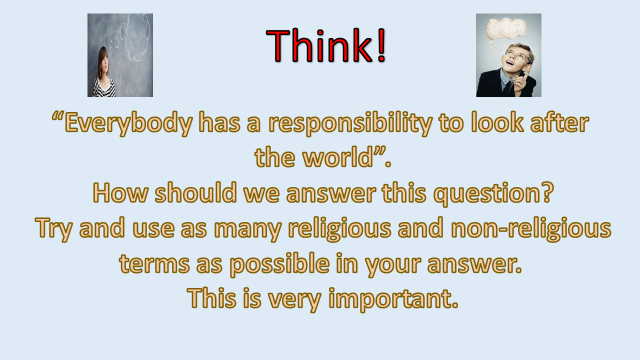 Think!
“Everybody has a responsibility to look after
the world”.
How should we answer this question?
Try and use as many religious and non-religious
terms as possible in your answer.
This is very important.